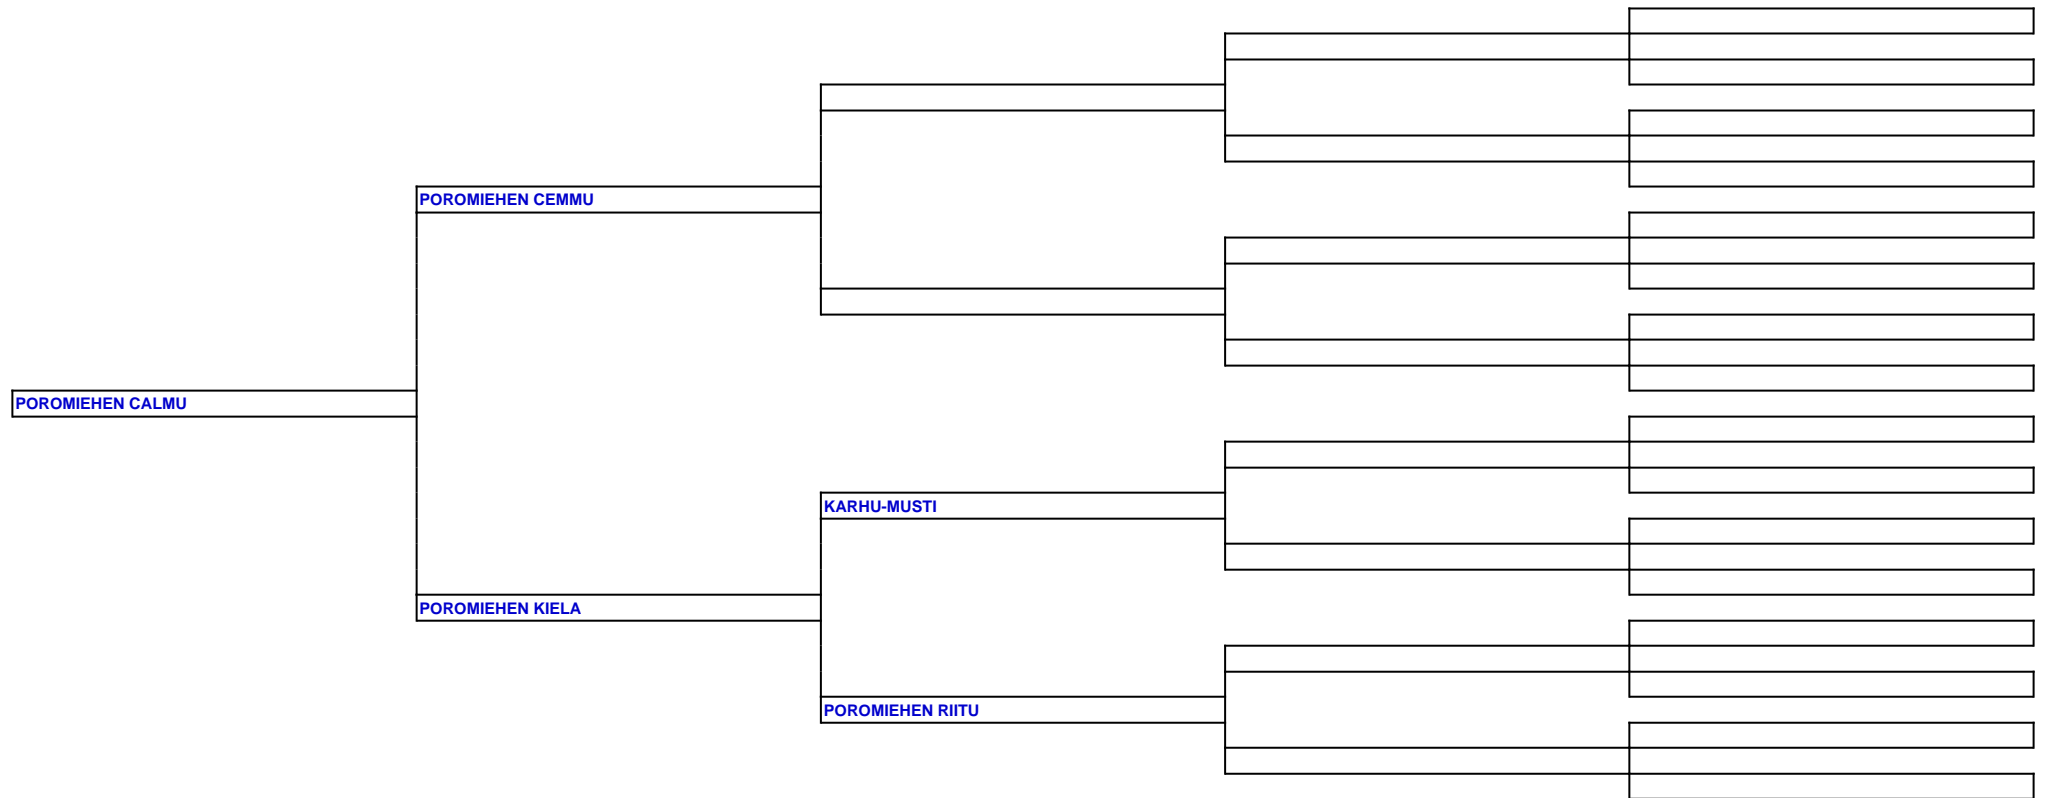 POROMIEHEN CEMMU
POROMIEHEN CALMU
KARHU-MUSTI
POROMIEHEN KIELA
POROMIEHEN RIITU